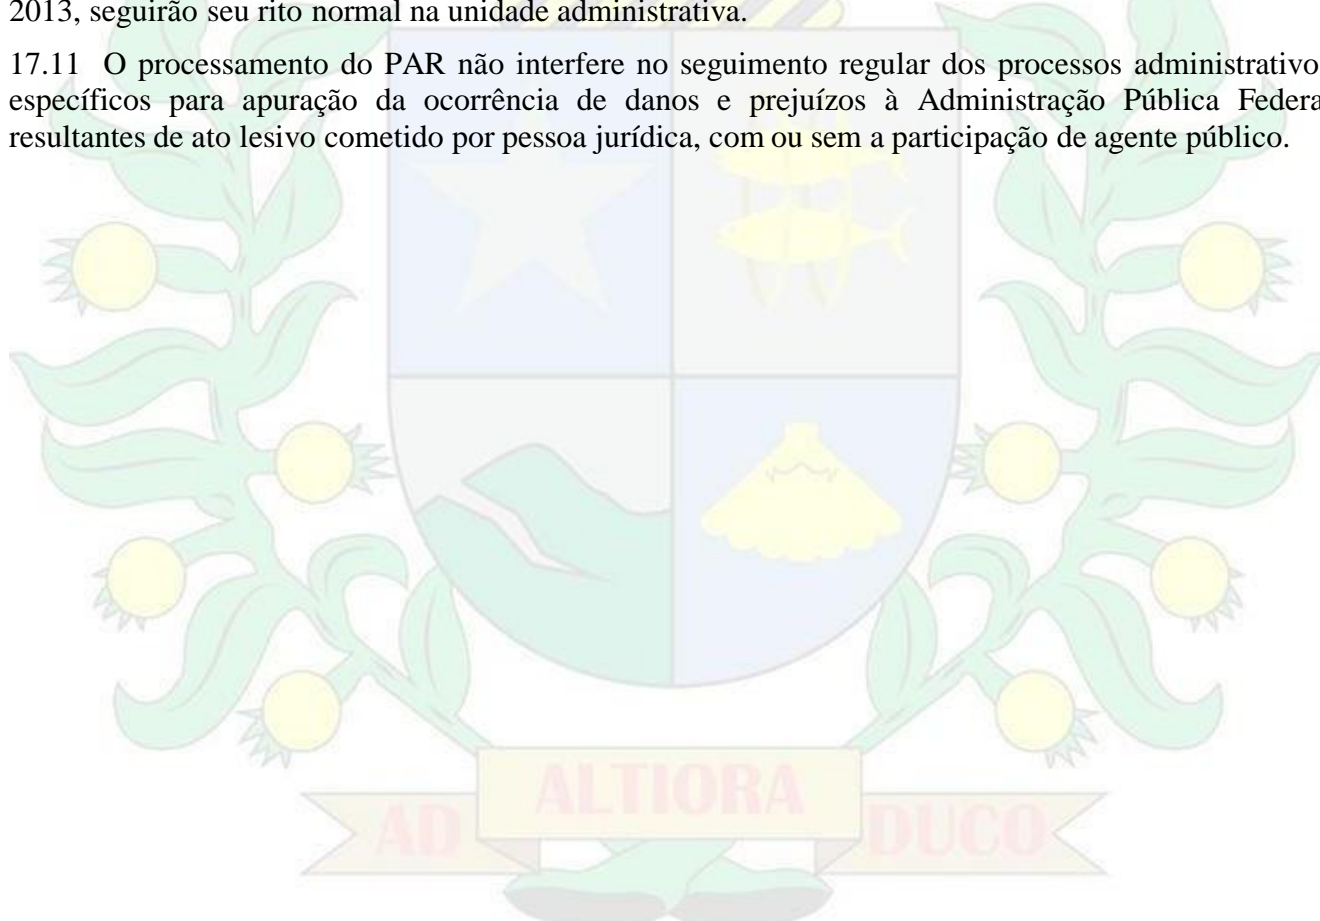 2013, seguirão seu rito normal na unidade administrativa.
17.11 O processamento do PAR não interfere no seguimento regular dos processos administrativo
específicos para apuração da ocorrência de danos e prejuízos à Administração Pública Federa
resultantes de ato lesivo cometido por pessoa jurídica, com ou sem a participação de agente público.
AD ALTIORA DUCO